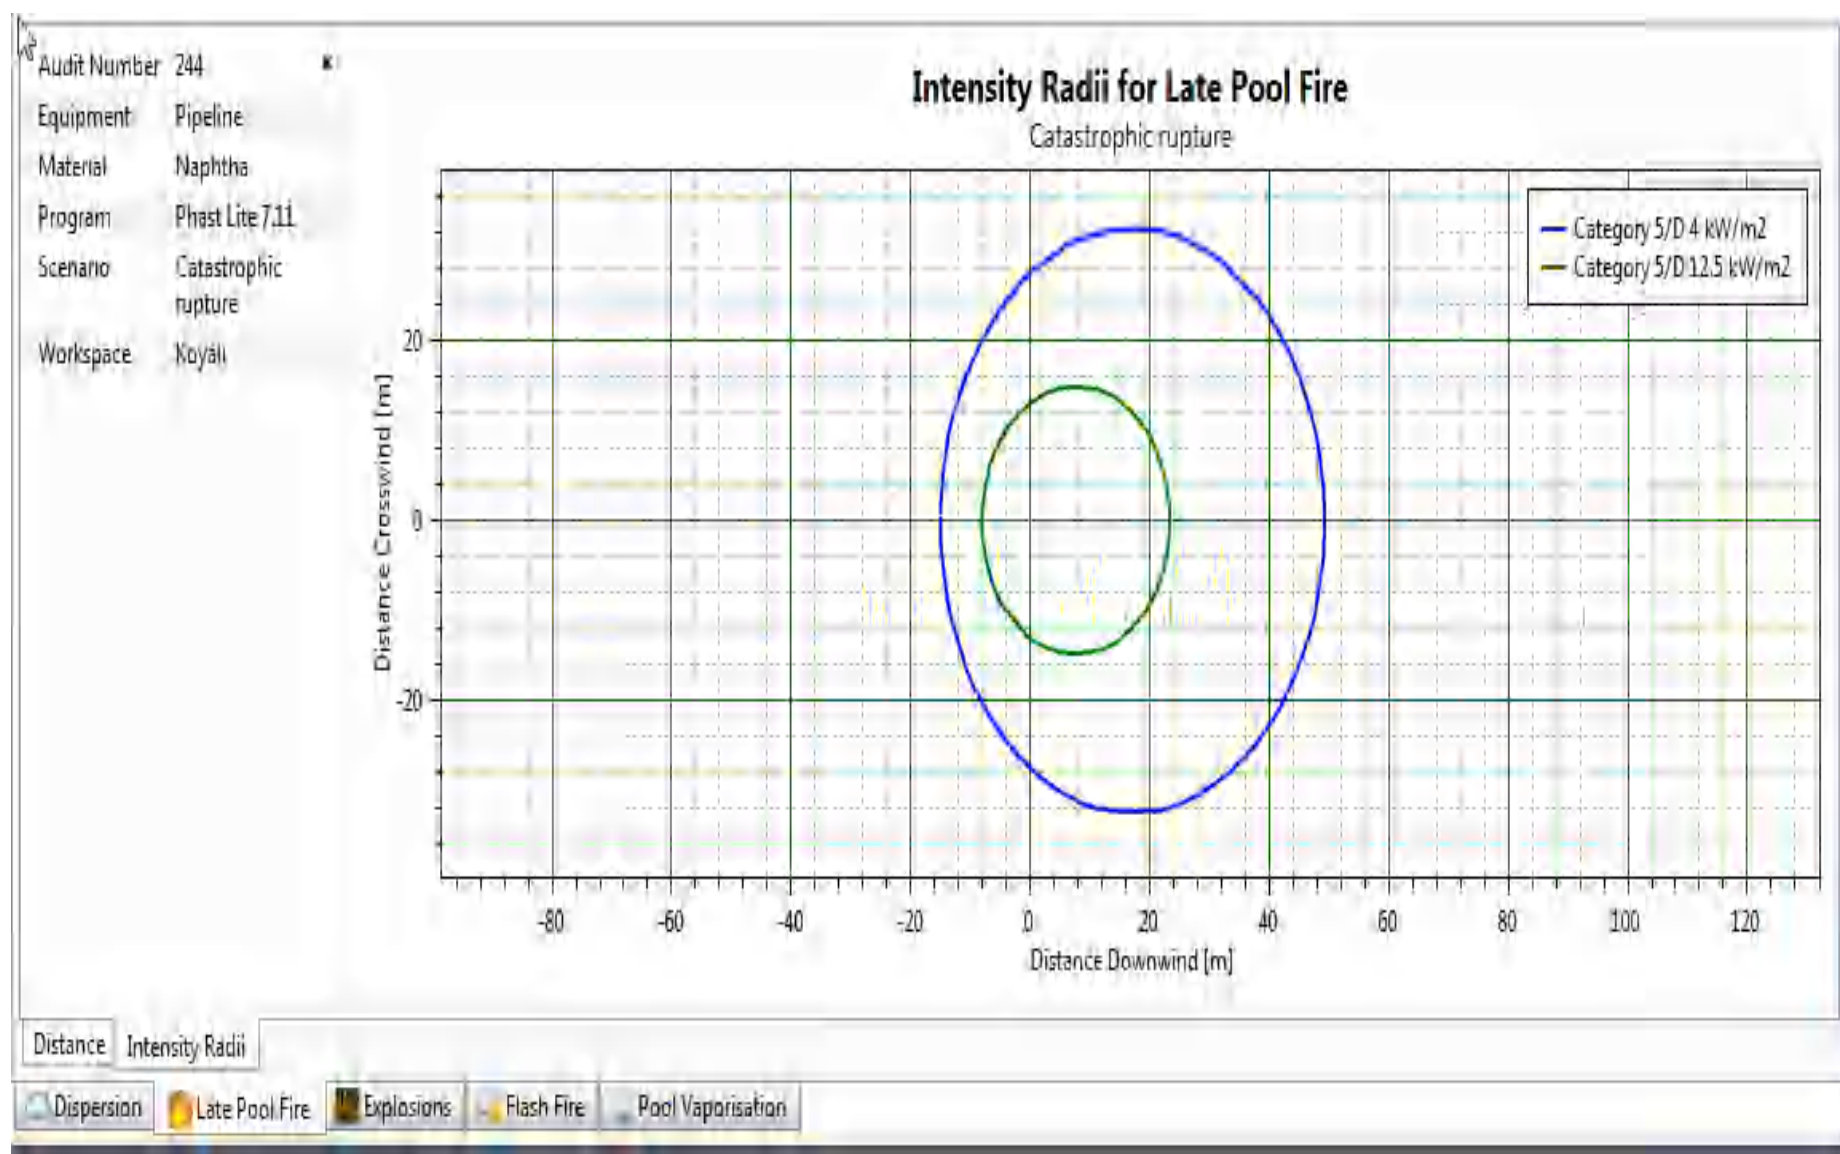 Audit Number 244
Equipment Pipeline
Material Naphtha
Program Phast Lite 7.11
Scenario Catastrophic
rupture
Workspace Koyali
Intensity Radii for Late Pool Fire
Catastrophic rupture
Category 5/D 4 kW/m2
Category 5/D 12.5 kW/m2
Distance Crosswind [m]
20
0
-20
-80 -60 -40 -20 0 20 40 60 80 100 120
Distance Downwind [m]
Distance Intensity Radii
Dispersion Late Pool Fire Explosions Flash Fire Pool Vaporisation